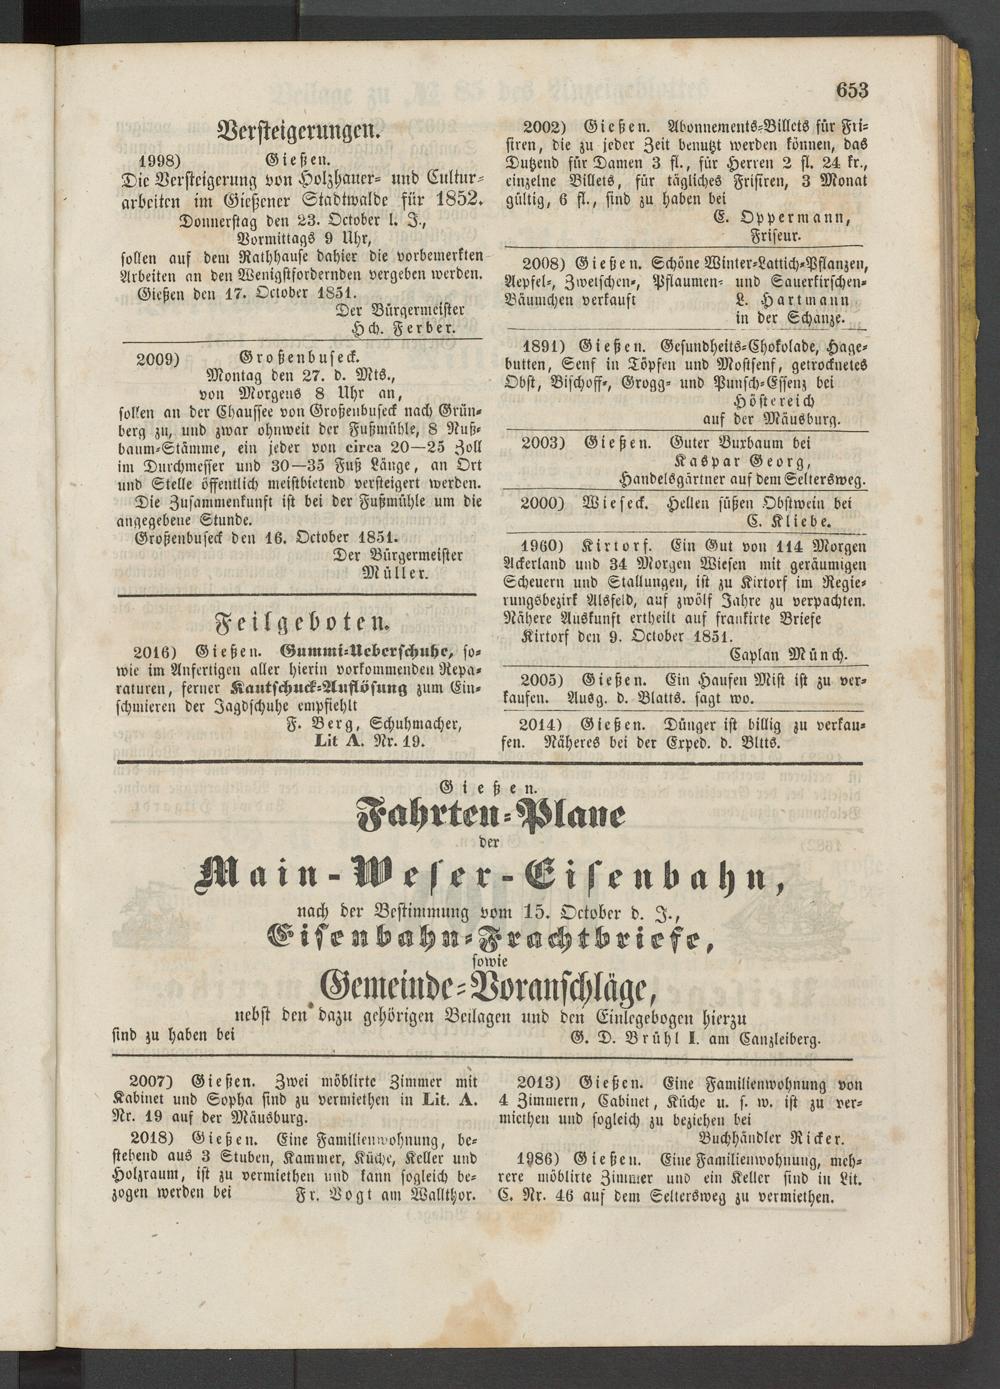 653
Versteigerungen.
1998) Gießen.
Die Versteigerung von Holzhauer- und Cultur-
arbeiten im Gießener Stadtwalde für 1852.
Donnerstag den 23. October l. J.,
Vormittags 9 Uhr,
sollen auf dem Rathhause dahier die vorbemerkten
Arbeiten an den Wenigstfordernden vergeben werden.
Gießen den 17. October 1851.
Der Bürgermeister
Hch. Ferber.
2009) Großenbuseck.
Montag den 27. d. Mts.,
von Morgens 8 Uhr an,
sollen an der Chaussee von Großenbuseck nach Grün-
berg zu, und zwar ohnweit der Fußmühle, 8 Nuß-
baum-Stämme, ein jeder von circa 20—25 Zoll
im Durchmesser und 30—35 Fuß Länge, an Ort
und Stelle öffentlich meistbietend versteigert werden.
Die Zusammenkunft ist bei der Fußmühle um die
angegebene Stunde.
Großenbuseck den 16. October 1851.
Der Bürgermeister
Müller.
Feilgeboten.
2016) Gießen. Gummi-Ueberschuhe, so-
wie im Anfertigen aller hierin vorkommenden Repa-
raturen, ferner Kautschuck-Auflösung zum Ein-
schmieren der Jagdschuhe empfiehlt
F. Berg, Schuhmacher,
Lit A. Nr. 19.
2002) Gießen. Abonnements-Billets für Fri-
siren, die zu jeder Zeit benutzt werden können, das
Dutzend für Damen 3 fl., für Herren 2 fl. 24 kr.,
einzelne Billets, für tägliches Frisiren, 3 Monat
gültig, 6 fl., sind zu haben bei
E. Oppermann,
Friseur.
2008) Gießen. Schöne Winter-Lattich-Pflanzen,
Aepfel-, Zwetschen-, Pflaumen- und Sauerkirschen-
Bäumchen verkauft L. Hartmann
in der Schanze.
1891) Gießen. Gesundheits-Chokolade, Hage-
butten, Senf in Töpfen und Mostsenf, getrocknetes
Obst, Bischoff-, Grogg- und Punsch-Essenz bei
Höstereich
auf der Mäusburg.
2003) Gießen. Guter Buxbaum bei
Kaspar Georg,
Handelsgärtner auf dem Seltersweg.
2000) Wieseck. Hellen süßen Obstwein bei
C. Kliebe.
1960) Kirtorf. Ein Gut von 114 Morgen
Ackerland und 34 Morgen Wiesen mit geräumigen
Scheuern und Stallungen, ist zu Kirtorf im Regie-
rungsbezirk Alsfeld, auf zwölf Jahre zu verpachten.
Nähere Auskunft ertheilt auf frankirte Briefe
Kirtorf den 9. October 1851.
Caplan Münch.
2005) Gießen. Ein Haufen Mist ist zu ver-
kaufen. Ausg. d. Blatts. sagt wo.
2014) Gießen. Dünger ist billig zu verkau-
fen. Näheres bei der Exped. d. Bltts.
Gießen.
Fahrten-Plane
der
Main-Weser-Eisenbahn,
nach der Bestimmung vom 15. October d. J.,
Eisenbahn-Frachtbriefe,
sowie
Gemeinde-Voranschläge,
nebst den dazu gehörigen Beilagen und den Einlegebogen hierzu
sind zu haben bei G. D. Brühl I. am Canzleiberg.
2007) Gießen. Zwei möblirte Zimmer mit
Kabinet und Sopha sind zu vermiethen in Lit. A.
Nr. 19 auf der Mäusburg.
2018) Gießen. Eine Familienwohnung, be-
stehend aus 3 Stuben, Kammer, Küche, Keller und
Holzraum, ist zu vermiethen und kann sogleich be-
zogen werden bei Fr. Vogt am Wallthor.
2013) Gießen. Eine Familienwohnung von
4 Zimmern, Cabinet, Küche u. s. w. ist zu ver-
miethen und sogleich zu beziehen bei
Buchhändler Ricker.
1986) Gießen. Eine Familienwohnung, meh-
rere möblirte Zimmer und ein Keller sind in Lit.
C. Nr. 46 auf dem Seltersweg zu vermiethen.